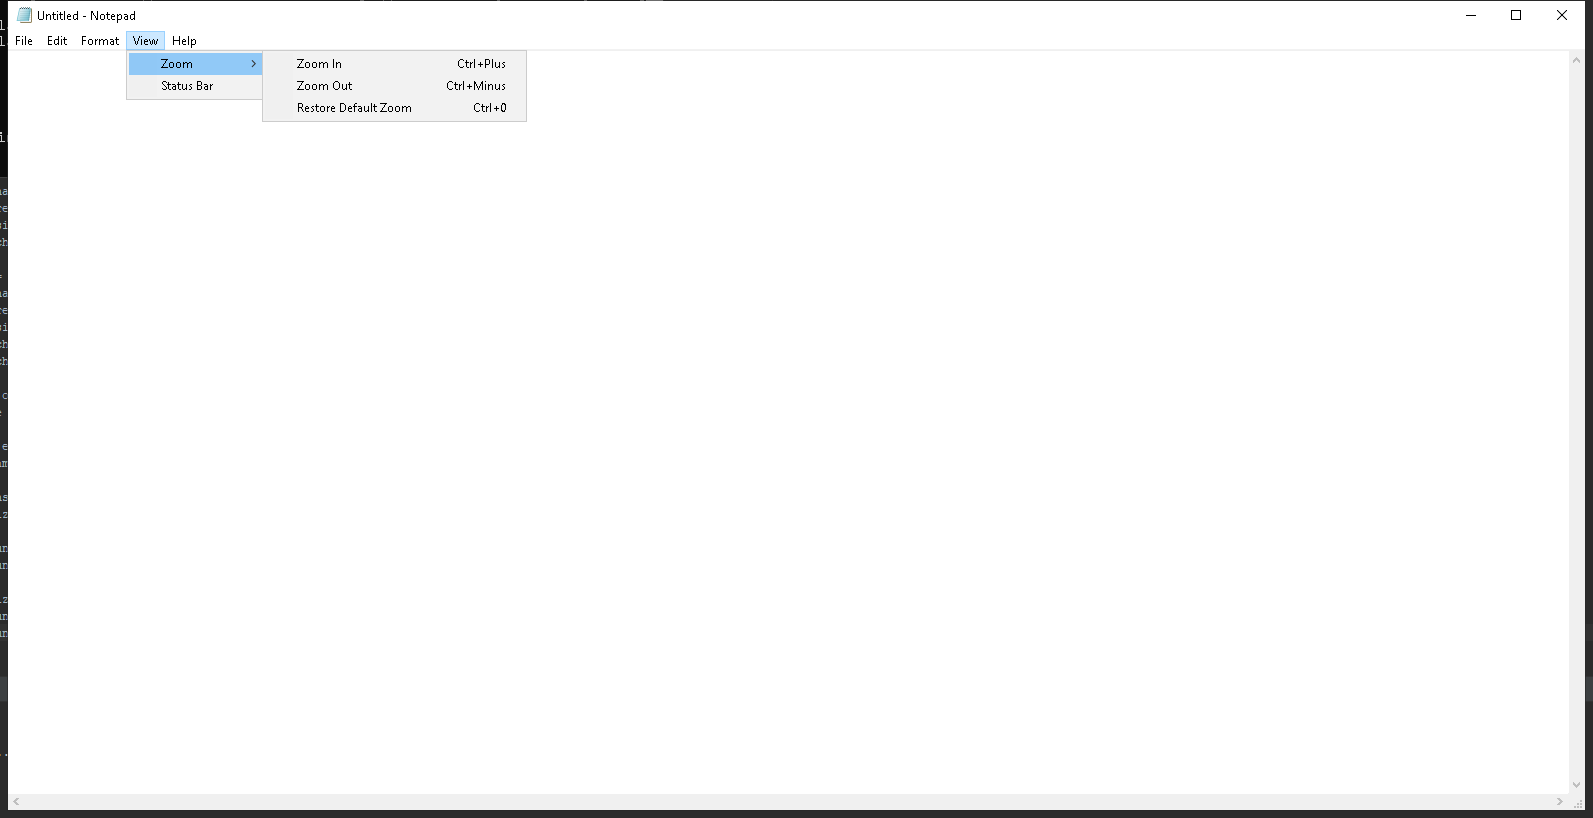 Untitled - Notepad
File Edit Format View Help
Zoom
Status Bar
Zoom In Ctrl+Plus
Zoom Out Ctrl+Minus
Restore Default Zoom Ctrl+0